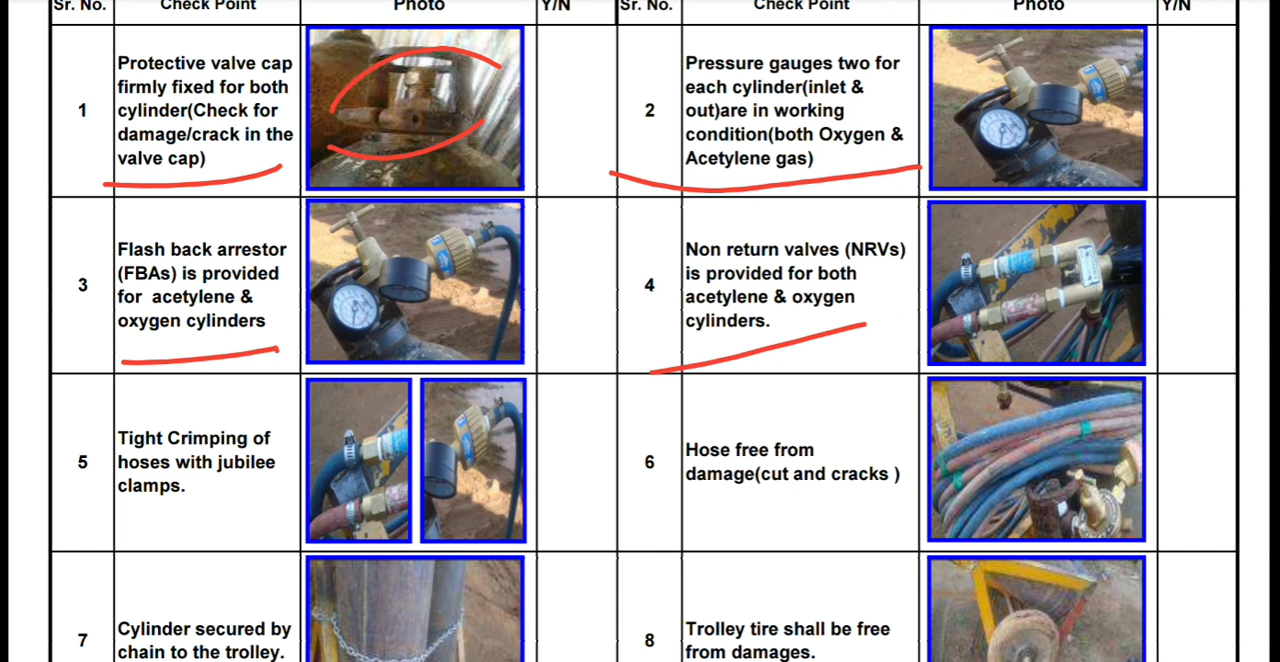 Sr. No. Check Point Photo Y/N Sr. No. Check Point Photo Y/N
1
Protective valve cap
firmly fixed for both
cylinder(Check for
damage/crack in the
valve cap)
2
Pressure gauges two for
each cylinder(inlet &
out)are in working
condition(both Oxygen &
Acetylene gas)
3
Flash back arrestor
(FBAs) is provided
for acetylene &
oxygen cylinders
4
Non return valves (NRVs)
is provided for both
acetylene & oxygen
cylinders.
5
Tight Crimping of
hoses with jubilee
clamps.
6
Hose free from
damage(cut and cracks )
7
Cylinder secured by
chain to the trolley.
8
Trolley tire shall be free
from damages.